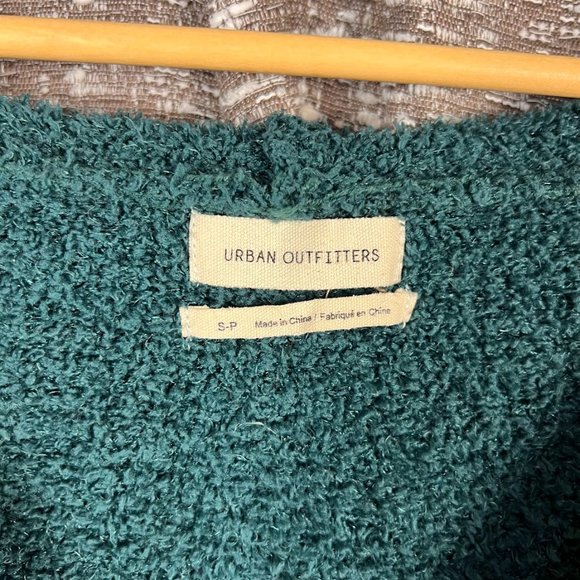 URBAN OUTFITTERS
S-P Made in China / Fabriqué en Chine